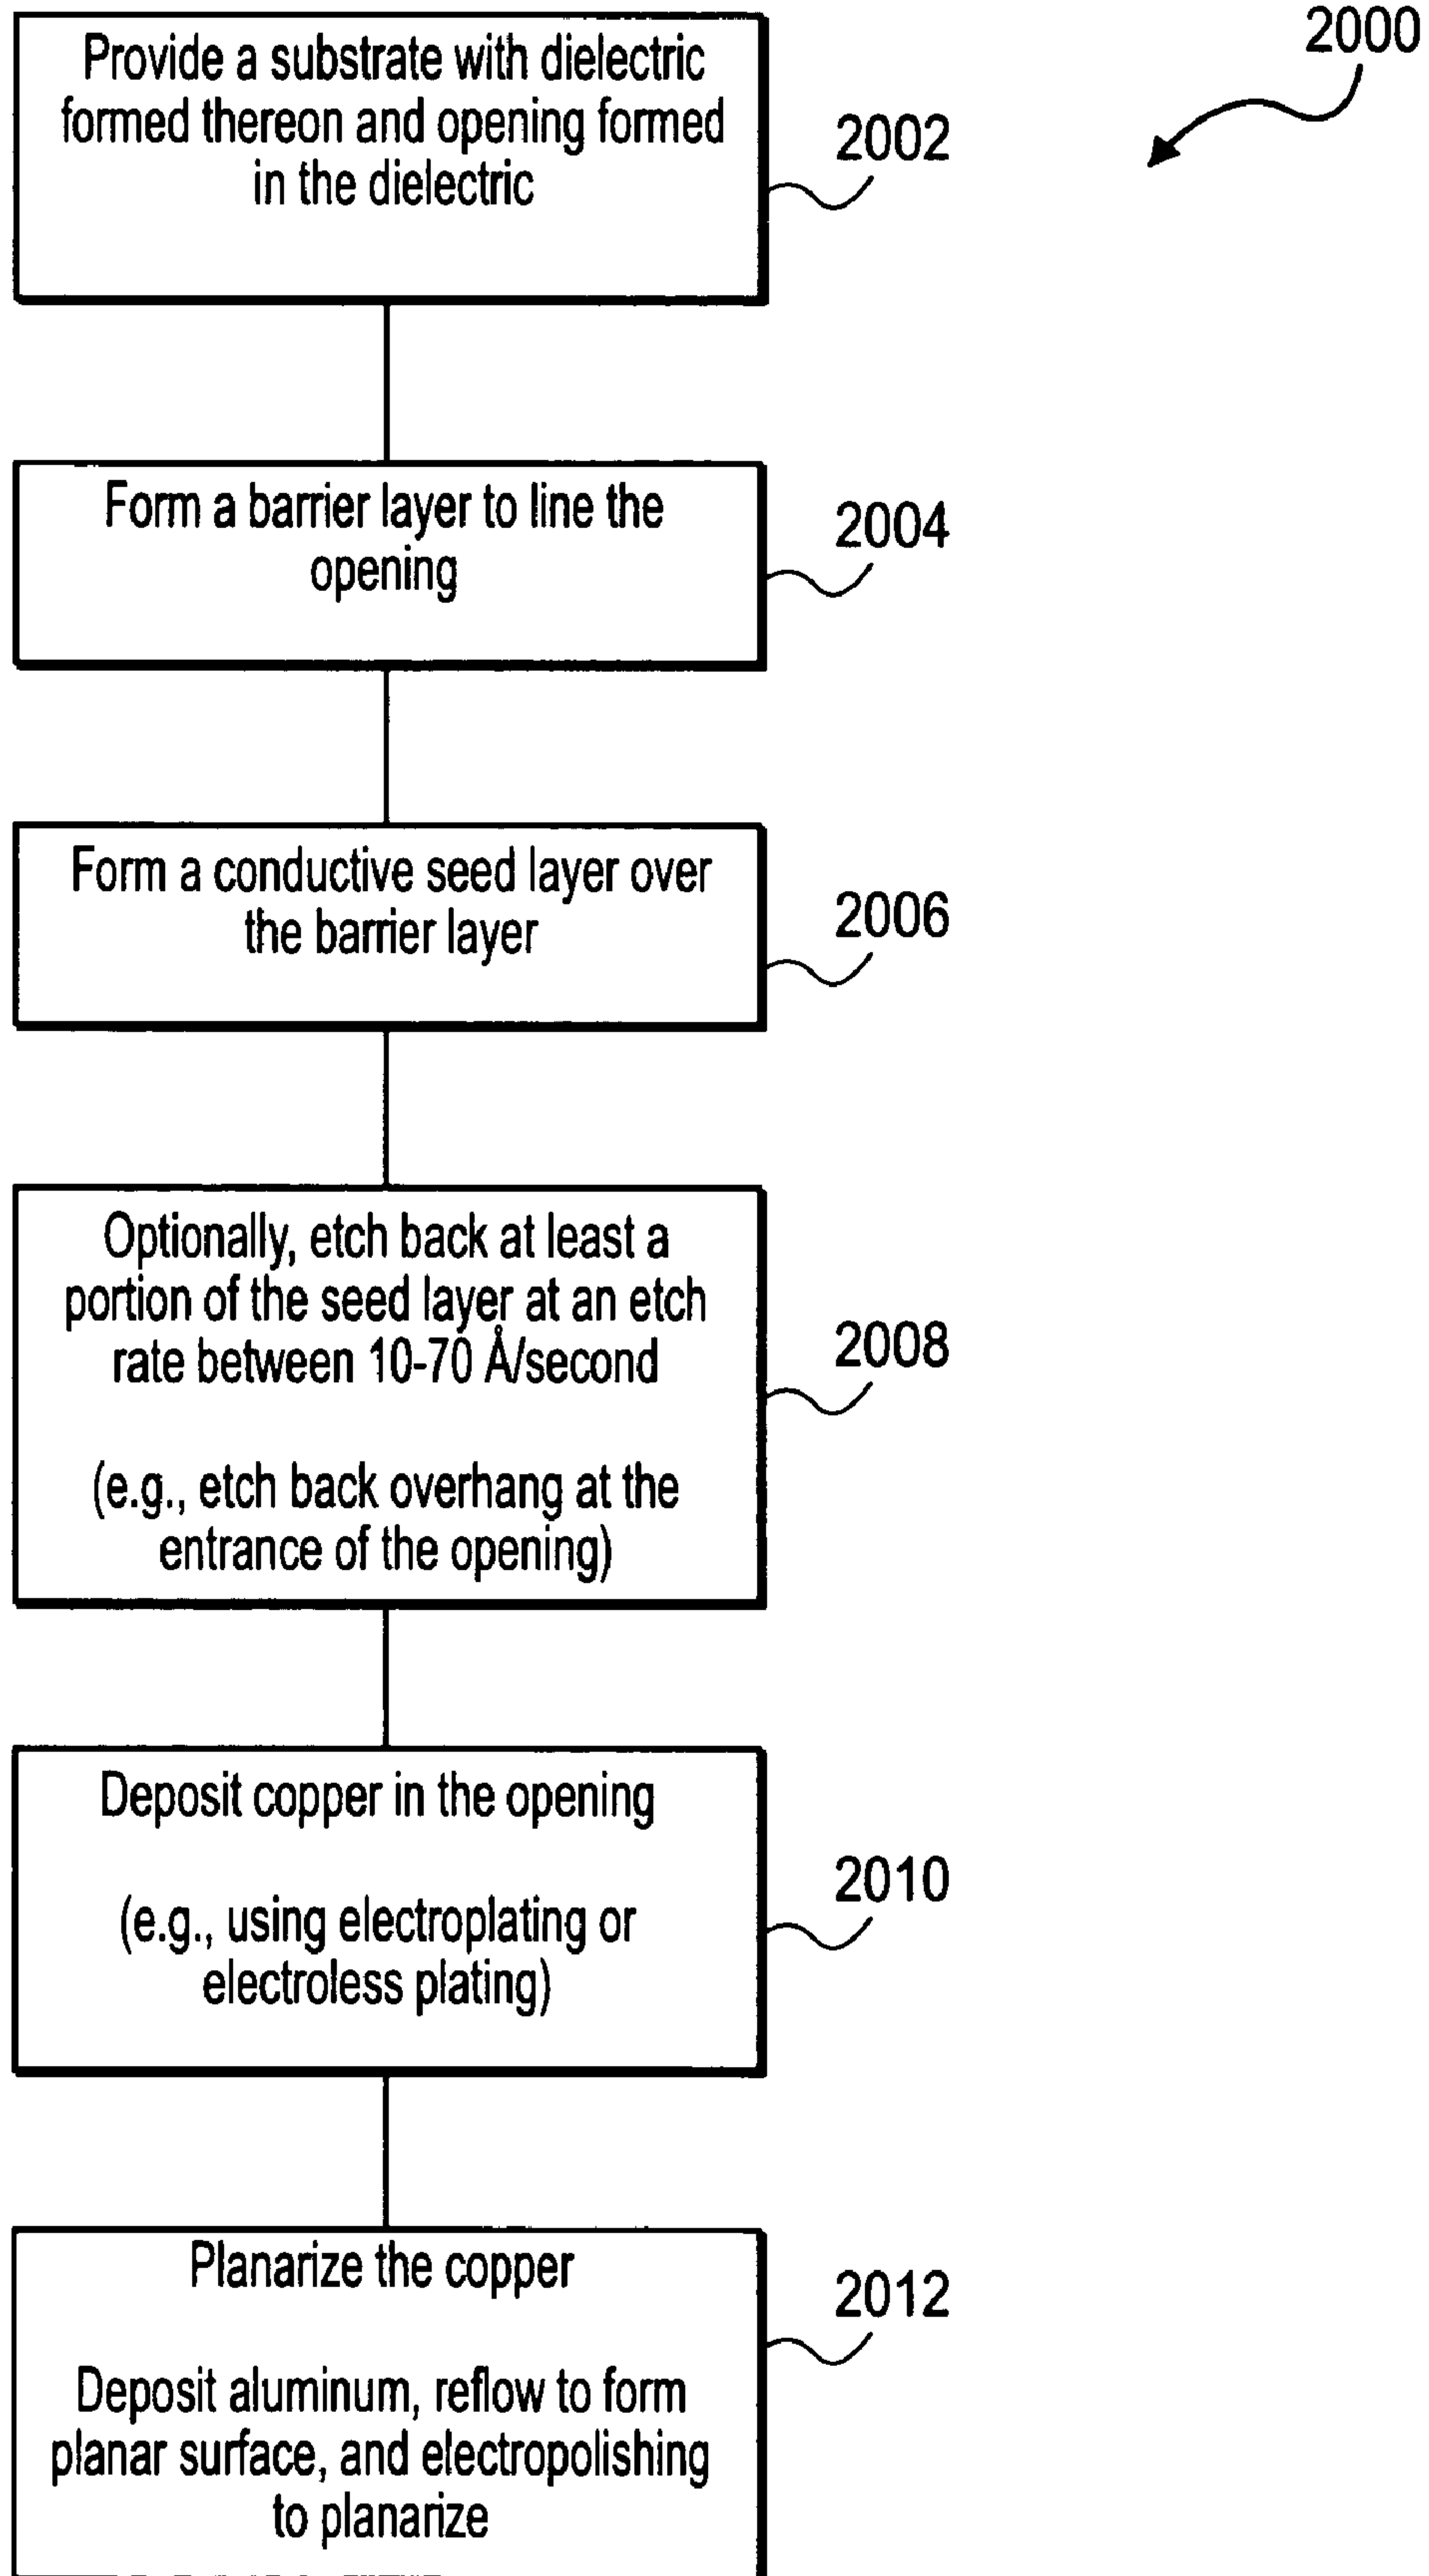 2000
Provide a substrate with dielectric
formed thereon and opening formed
in the dielectric
2002
Form a barrier layer to line the
opening
2004
Form a conductive seed layer over
the barrier layer
2006
Optionally, etch back at least a
portion of the seed layer at an etch
rate between 10-70 Å/second
(e.g., etch back overhang at the
entrance of the opening)
2008
Deposit copper in the opening
(e.g., using electroplating or
electroless plating)
2010
Planarize the copper
Deposit aluminum, reflow to form
planar surface, and electropolishing
to planarize
2012